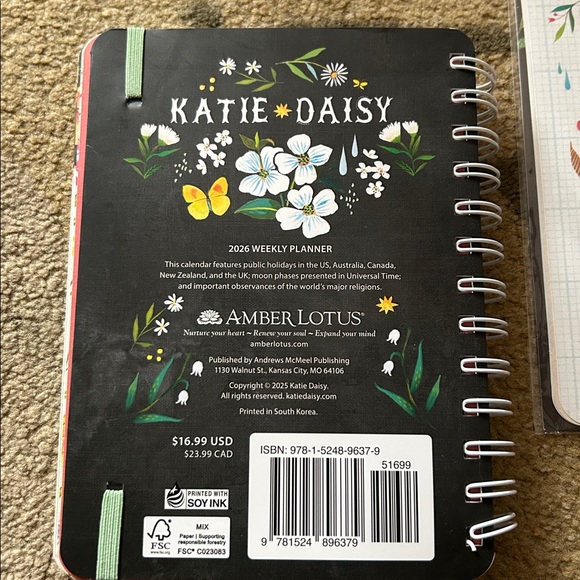 KATIE DAISY
2026 WEEKLY PLANNER
This calendar features public holidays in the US, Australia, Canada,
New Zealand, and the UK; moon phases presented in Universal Time;
and important observances of the world's major religions.
AMBER LOTUS®
Nurture your heart ~ Renew your soul ~ Expand your mind
amberlotus.com
Published by Andrews McMeel Publishing
1130 Walnut St., Kansas City, MO 64106
Copyright © 2025 Katie Daisy.
All rights reserved. katiedaisy.com
Printed in South Korea.
$16.99 USD
$23.99 CAD
ISBN: 978-1-5248-9637-9
51699
9 781524 896379
PRINTED WITH
SOY INK
FSC
www.fsc.org
MIX
Paper | Supporting
responsible forestry
FSC® C023083